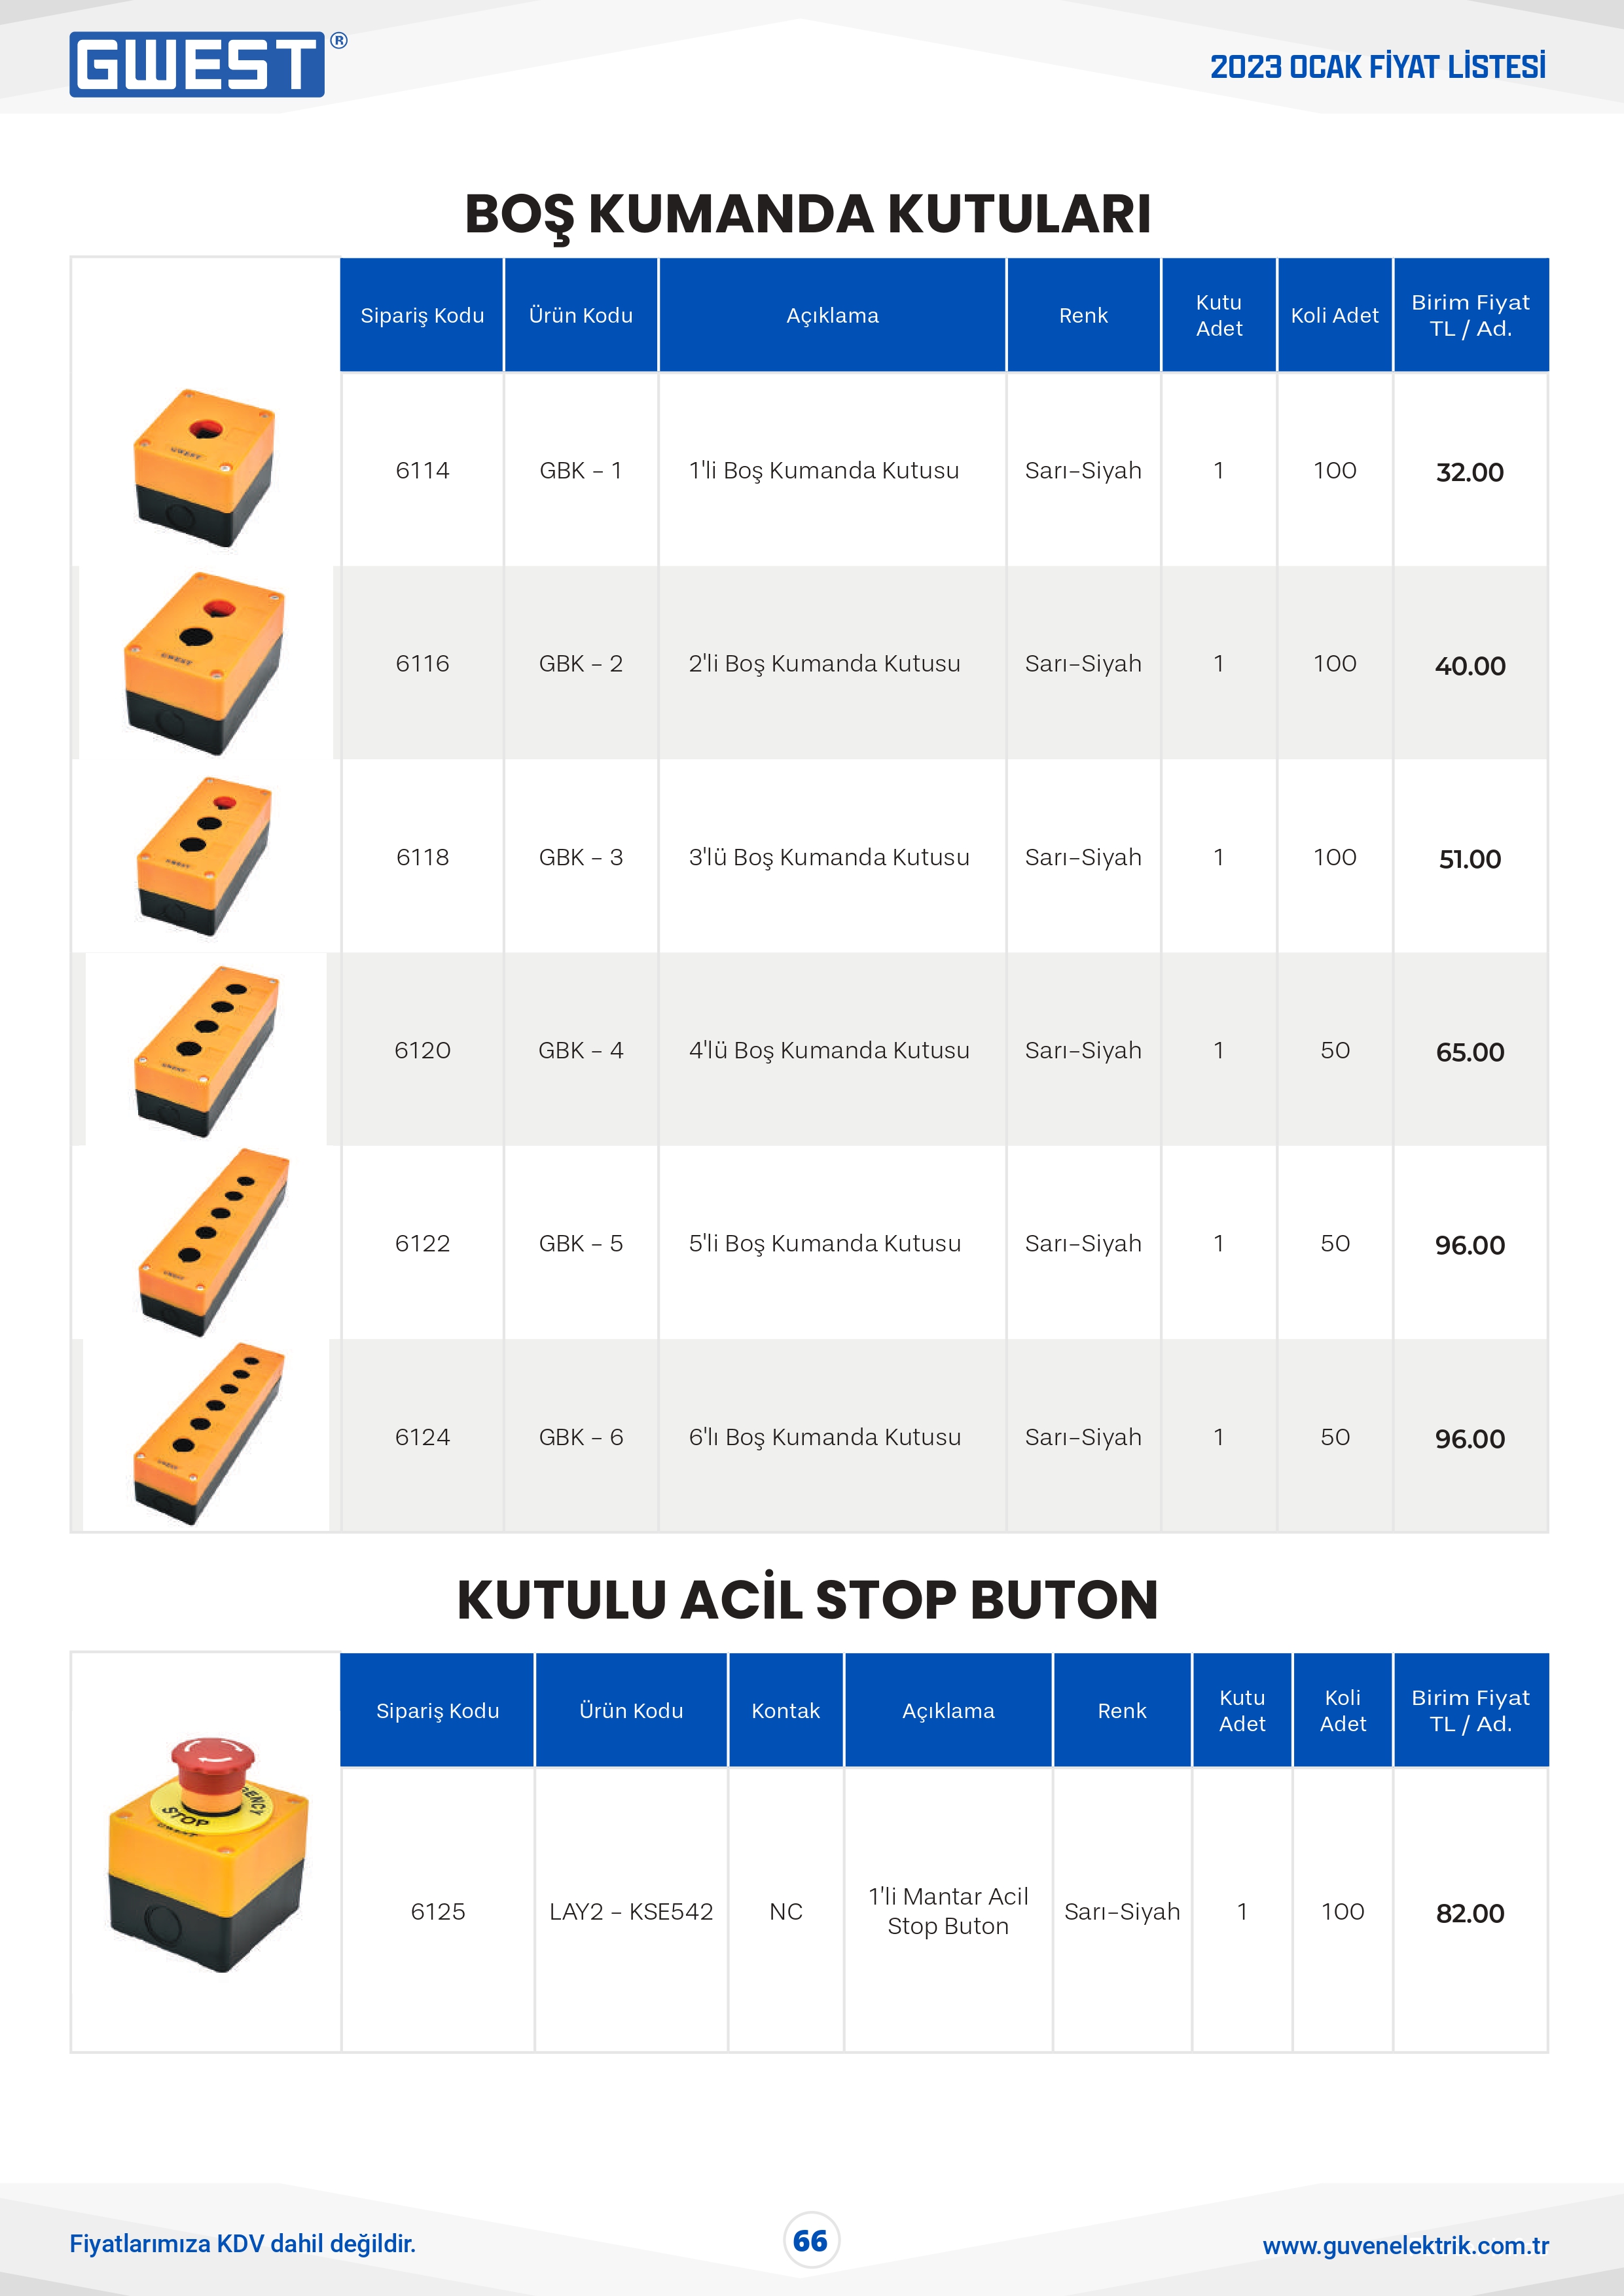 GWEST®
2023 OCAK FİYAT LİSTESİ
BOŞ KUMANDA KUTULARI
Sipariş Kodu Ürün Kodu Açıklama Renk Kutu Adet Koli Adet Birim Fiyat TL / Ad.
GWEST
6114 GBK - 1 1'li Boş Kumanda Kutusu Sarı-Siyah 1 100 32.00
GWEST
6116 GBK - 2 2'li Boş Kumanda Kutusu Sarı-Siyah 1 100 40.00
GWEST
6118 GBK - 3 3'lü Boş Kumanda Kutusu Sarı-Siyah 1 100 51.00
GWEST
6120 GBK - 4 4'lü Boş Kumanda Kutusu Sarı-Siyah 1 50 65.00
GWEST
6122 GBK - 5 5'li Boş Kumanda Kutusu Sarı-Siyah 1 50 96.00
GWEST
6124 GBK - 6 6'lı Boş Kumanda Kutusu Sarı-Siyah 1 50 96.00
KUTULU ACİL STOP BUTON
Sipariş Kodu Ürün Kodu Kontak Açıklama Renk Kutu Adet Koli Adet Birim Fiyat TL / Ad.
STOP
GWEST
6125 LAY2 - KSE542 NC 1'li Mantar Acil Stop Buton Sarı-Siyah 1 100 82.00
Fiyatlarımıza KDV dahil değildir.
66
www.guvenelektrik.com.tr